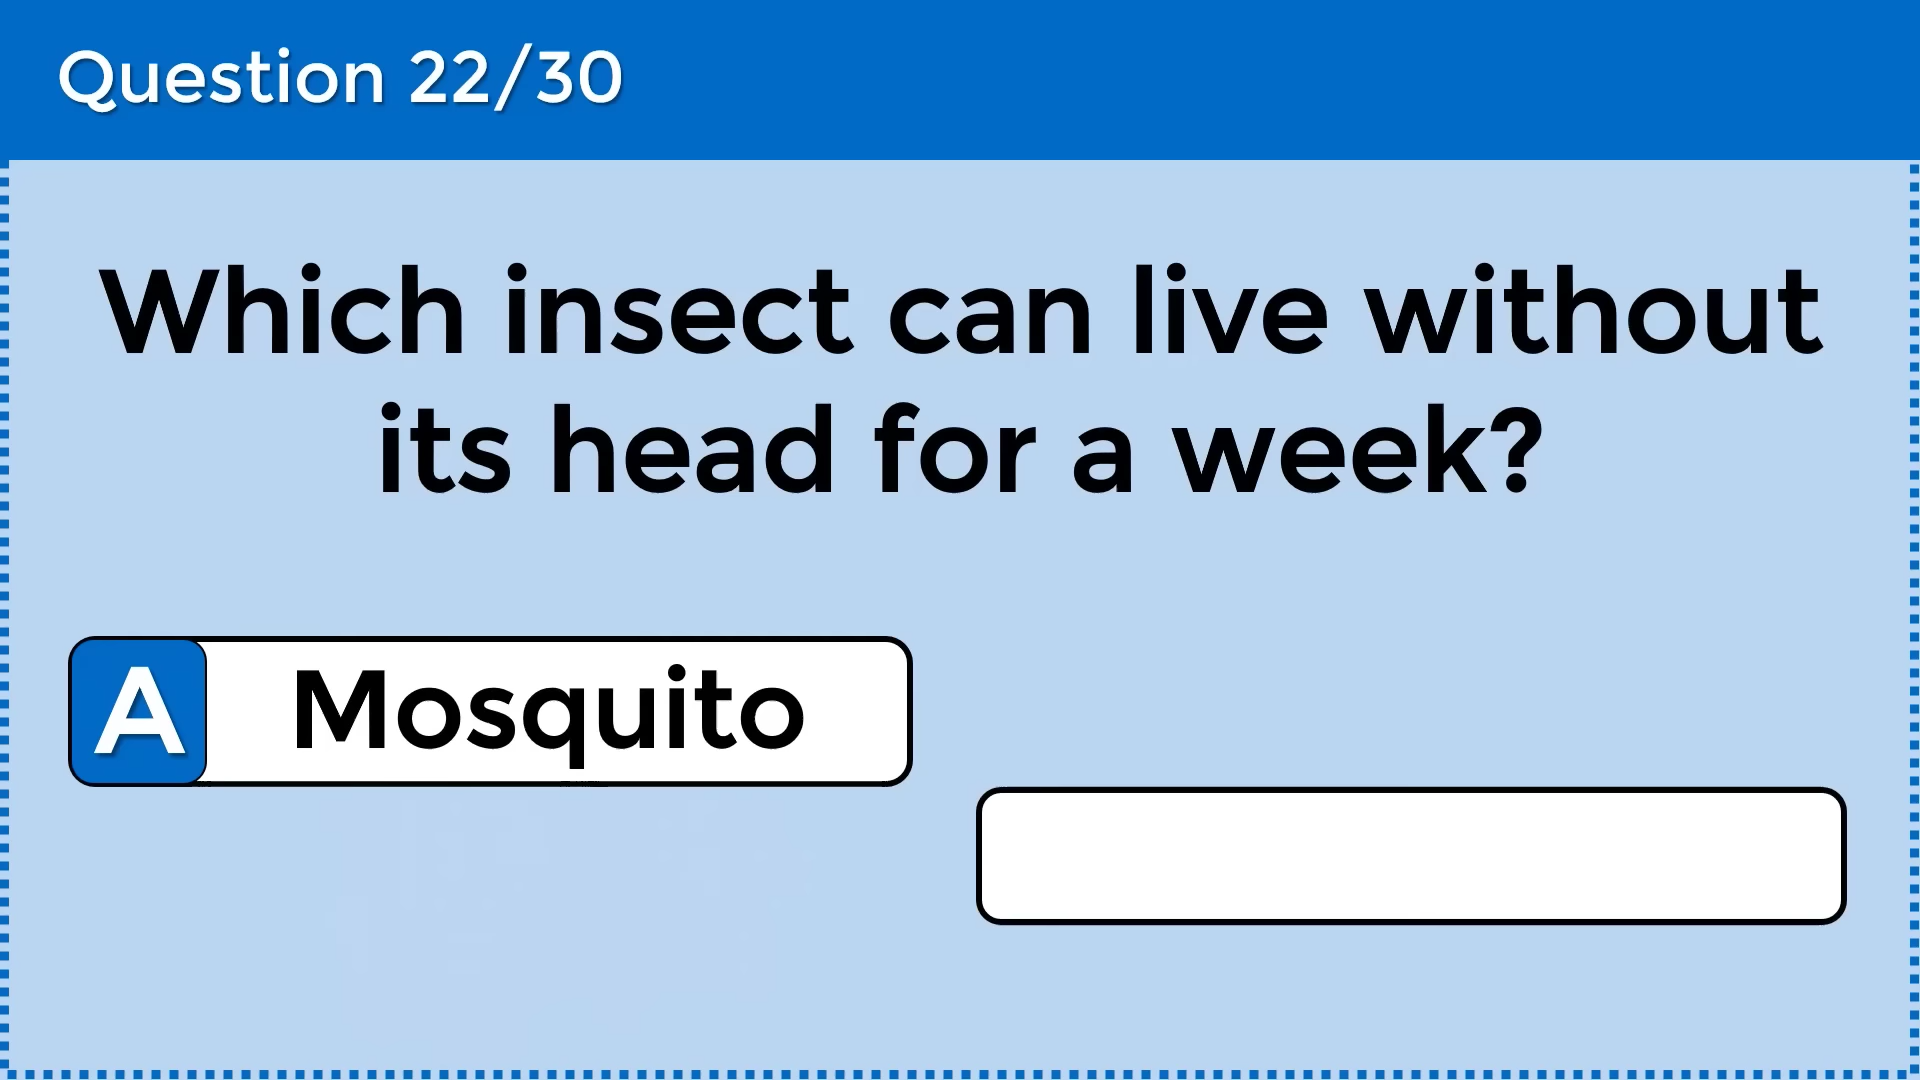 Question 22/30
Which insect can live without
its head for a week?
A Mosquito